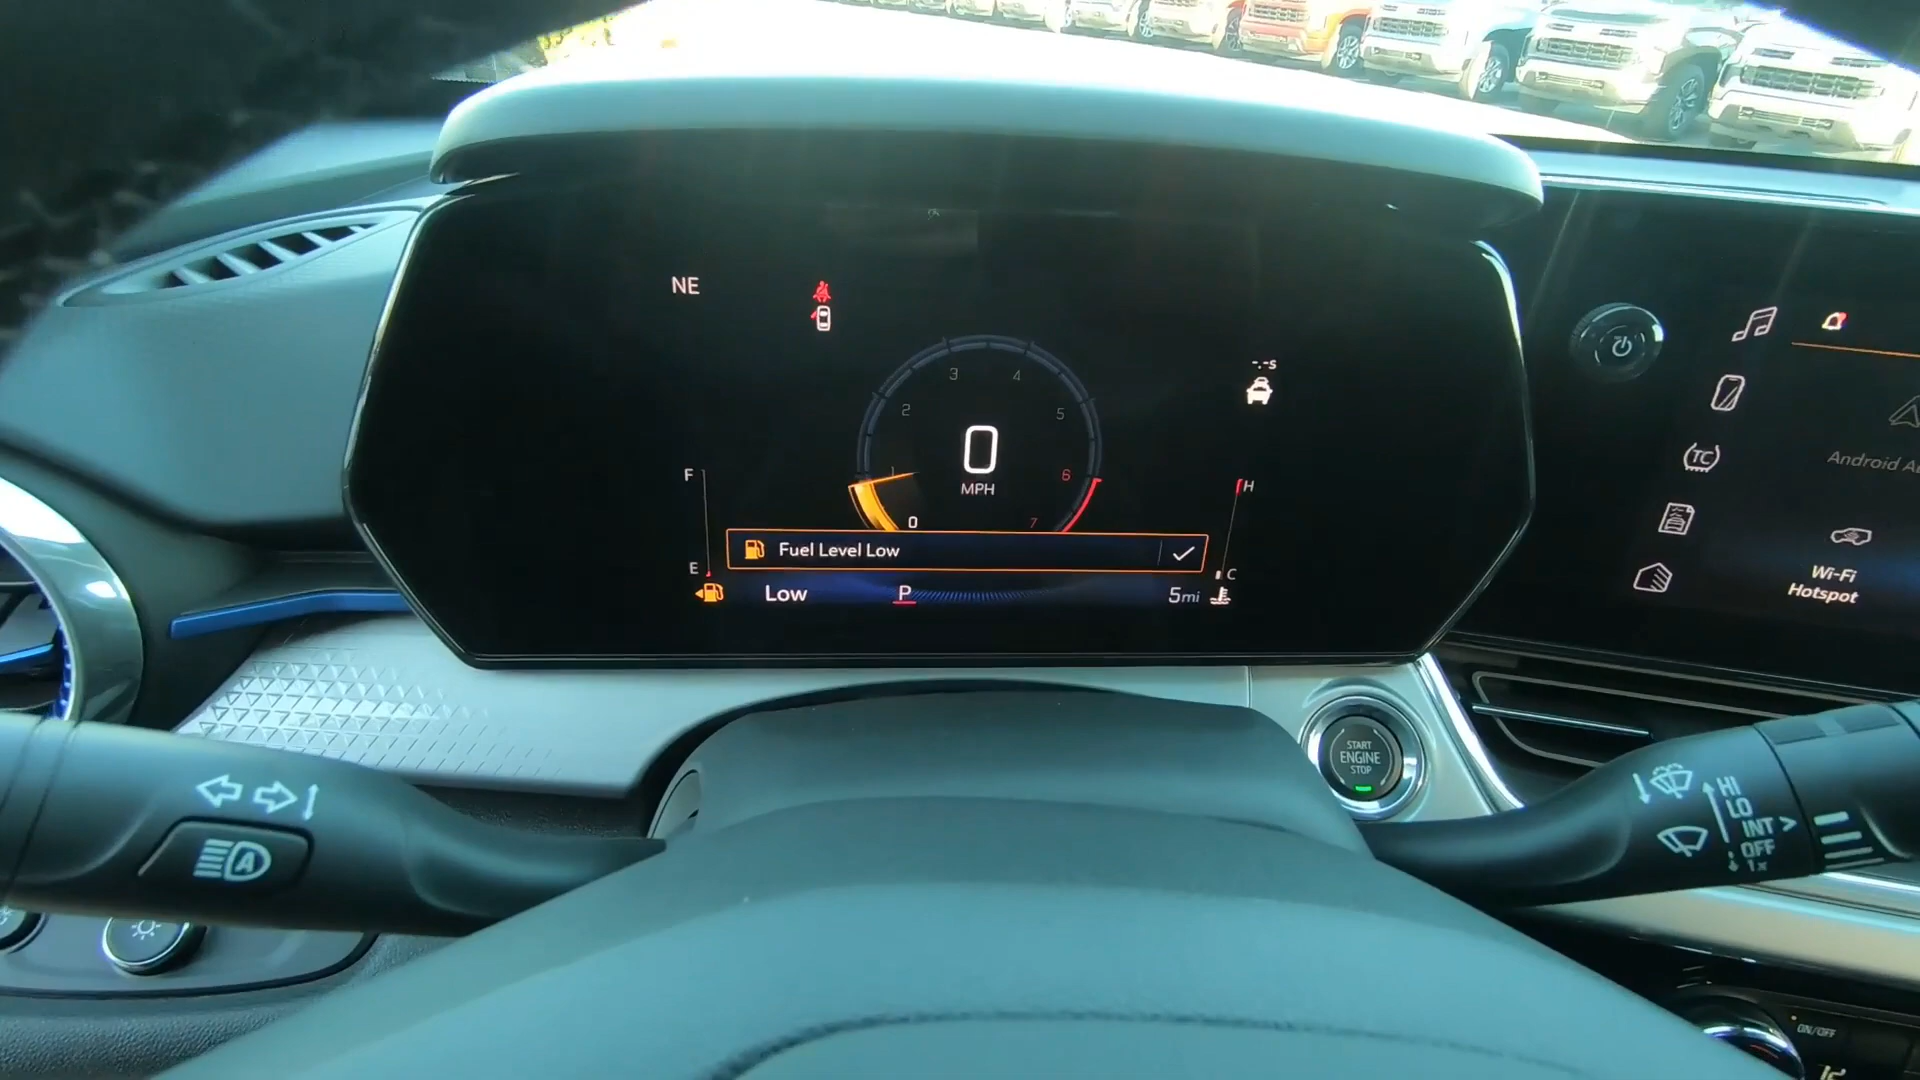 NE
-.-s
3
4
2
5
1
6
0
MPH
0
7
F
E
H
C
Fuel Level Low
Low
P
5mi
TC
Wi-Fi
Hotspot
START
ENGINE
STOP
A
HI
LO
INT >
OFF
1x
ON/OFF